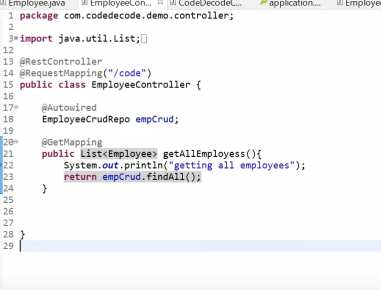 Employee.java EmployeeCon... CodeDecodeC... application.... Employe
1 package com.codedecode.demo.controller;
2
3 import java.util.List;
12
13 @RestController
14 @RequestMapping("/code")
15 public class EmployeeController {
16
17 @Autowired
18 EmployeeCrudRepo empCrud;
19
20 @GetMapping
21 public List<Employee> getAllEmployess(){
22 System.out.println("getting all employees");
23 return empCrud.findAll();
24 }
25
26
27
28 }
29